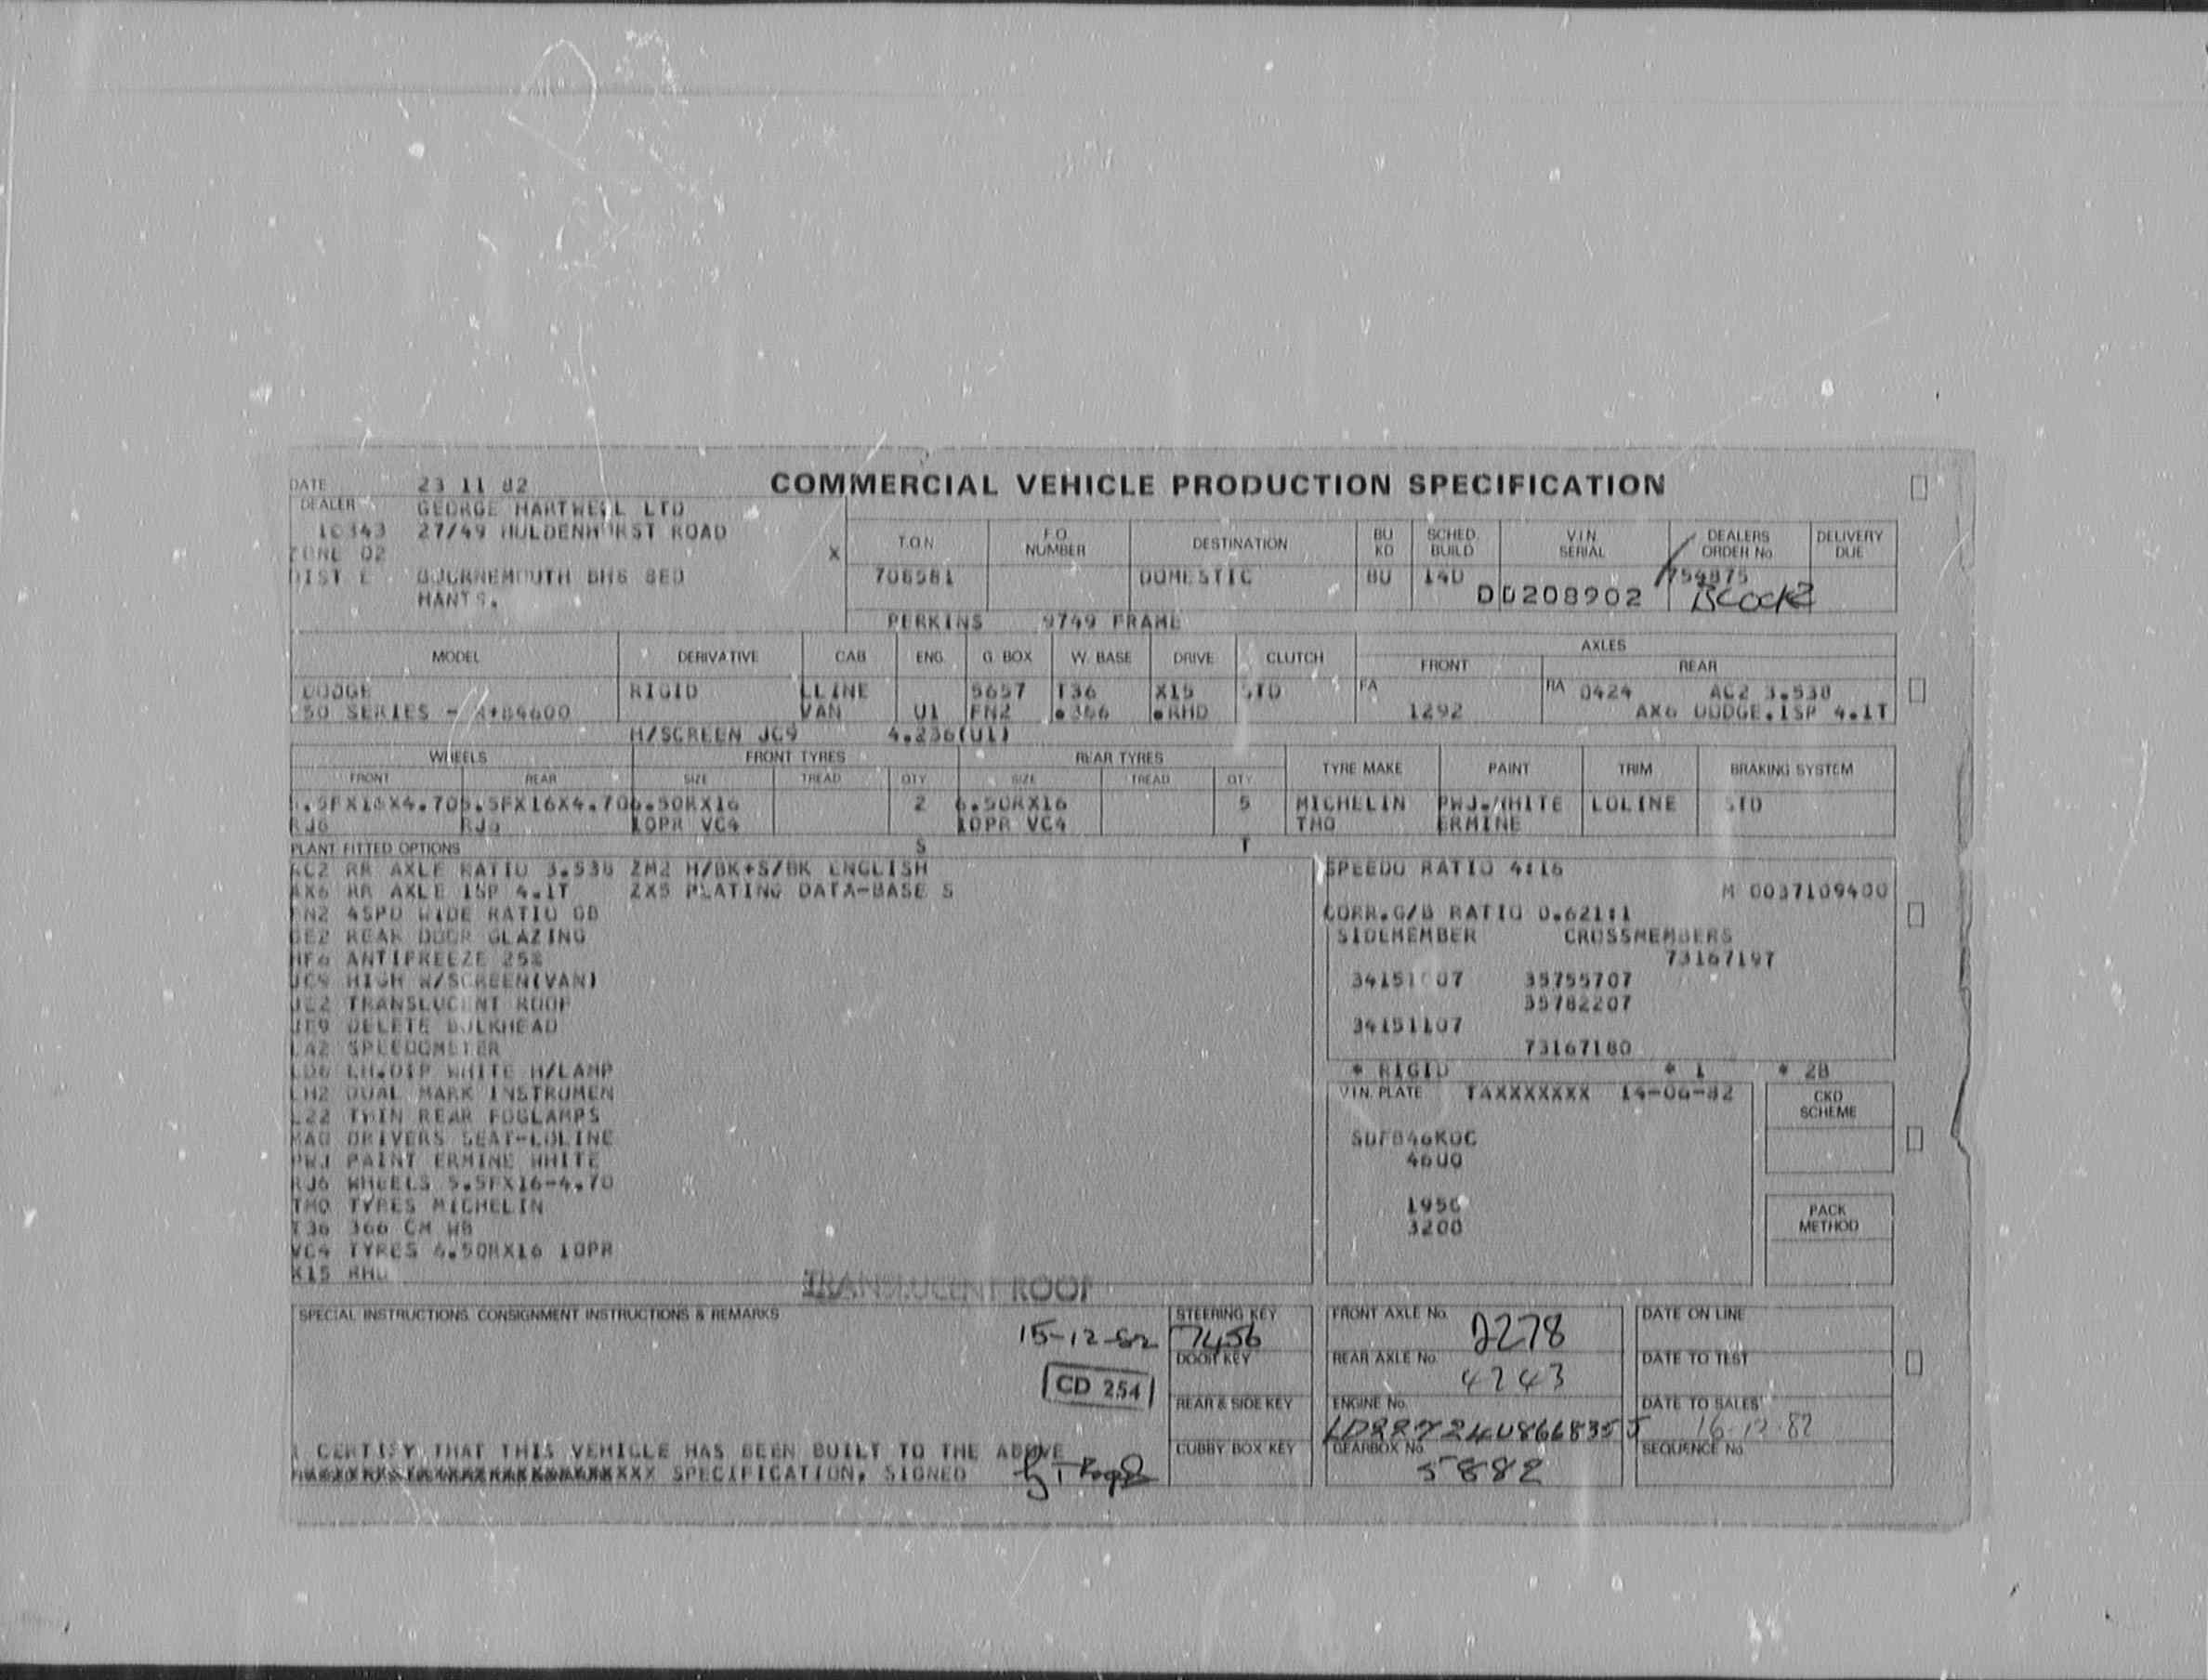 COMMERCIAL VEHICLE PRODUCTION SPECIFICATION
DATE 23 11 82
DEALER GEORGE HARTWELL LTD
10343 27/49 HOLDENHURST ROAD
ZONE 02 X
DIST E BOURNEMOUTH BH8 8ED
HANTS.
T.O.N F.O. NUMBER DESTINATION BU KD SCHED. BUILD V.I.N SERIAL DEALERS ORDER No DELIVERY DUE
706581 DOMESTIC BU 14D DD208902 754875
PERKINS 9749 FRAME
MODEL DERIVATIVE CAB ENG. G. BOX W. BASE DRIVE CLUTCH AXLES
FRONT REAR
DODGE RIGID LLINE 5657 T36 X15 STD FA RA 0424 AC2 3.538
50 SERIES VAN U1 FN2 .366 .RHD 1292 AX6 DODGE.1SP 4.1T
H/SCREEN JC9 4.236(U1)
WHEELS FRONT TYRES REAR TYRES TYRE MAKE PAINT TRIM BRAKING SYSTEM
FRONT REAR SIZE TREAD QTY SIZE TREAD QTY
5.5FX16X4.70 5.5FX16X4.70 6.50RX16 2 6.50RX16 5 MICHELIN PWJ./WHITE LOLINE STD
RJ6 RJ6 10PR VC4 10PR VC4 TMO ERMINE
PLANT FITTED OPTIONS S T
AC2 RR AXLE RATIO 3.538 ZM2 H/BK+S/BK ENGLISH
AX6 RR AXLE 1SP 4.1T ZX5 PLATING DATA-BASE S
FN2 4SPD WIDE RATIO GB
GE2 REAR DOOR GLAZING
HF6 ANTIFREEZE 25%
JC9 HIGH W/SCREEN(VAN)
JE2 TRANSLUCENT ROOF
JF9 DELETE BULKHEAD
LA2 SPEEDOMETER
LD6 LH.DIP WHITE H/LAMP
LH2 DUAL MARK INSTRUMEN
LZ2 TWIN REAR FOGLAMPS
MAO DRIVERS SEAT-LOLINE
PWJ PAINT ERMINE WHITE
RJ6 WHEELS 5.5FX16-4.70
TMO TYRES MICHELIN
T36 366 CM WB
VC4 TYRES 6.50RX16 10PR
X15 RHD
TRANSLUCENT ROOF
SPEEDO RATIO 4:16
M 0037109400
CORR.G/B RATIO 0.621:1
SIDEMEMBER CROSSMEMBERS
73167197
35755707
35782207
34151107
73167180
* RIGID * 1 * 2B
V.I.N. PLATE TAXXXXXXX 14-06-82
CKD SCHEME
4600
1950
3200
PACK METHOD
SPECIAL INSTRUCTIONS. CONSIGNMENT INSTRUCTIONS & REMARKS
15-12-82
CD 254
I CERTIFY THAT THIS VEHICLE HAS BEEN BUILT TO THE ABOVE
SPECIFICATION. SIGNED
STEERING KEY
7456
DOOR KEY
REAR & SIDE KEY
CUBBY BOX KEY
FRONT AXLE No. 2278
REAR AXLE No. 4243
ENGINE No.
GEARBOX No.
5882
DATE ON LINE
DATE TO TEST
DATE TO SALES
16-12-82
SEQUENCE No.